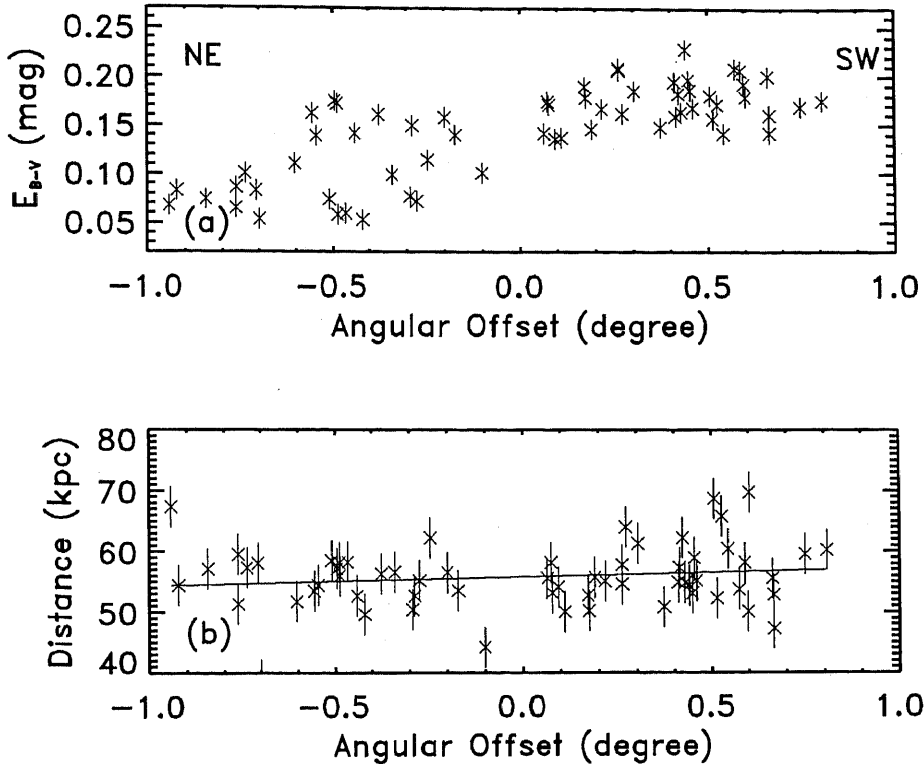 0.25
NE
SW
0.20
0.15
0.10
0.05
E_B-V (mag)
(a)
-1.0 -0.5 0.0 0.5 1.0
Angular Offset (degree)
80
70
60
50
40
Distance (kpc)
(b)
-1.0 -0.5 0.0 0.5 1.0
Angular Offset (degree)